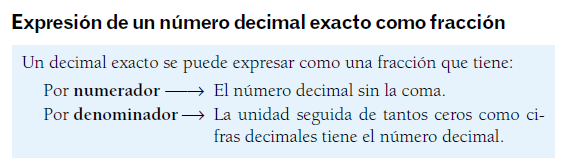 Expresión de un número decimal exacto como fracción
Un decimal exacto se puede expresar como una fracción que tiene:
Por numerador → El número decimal sin la coma.
Por denominador → La unidad seguida de tantos ceros como ci-
fras decimales tiene el número decimal.